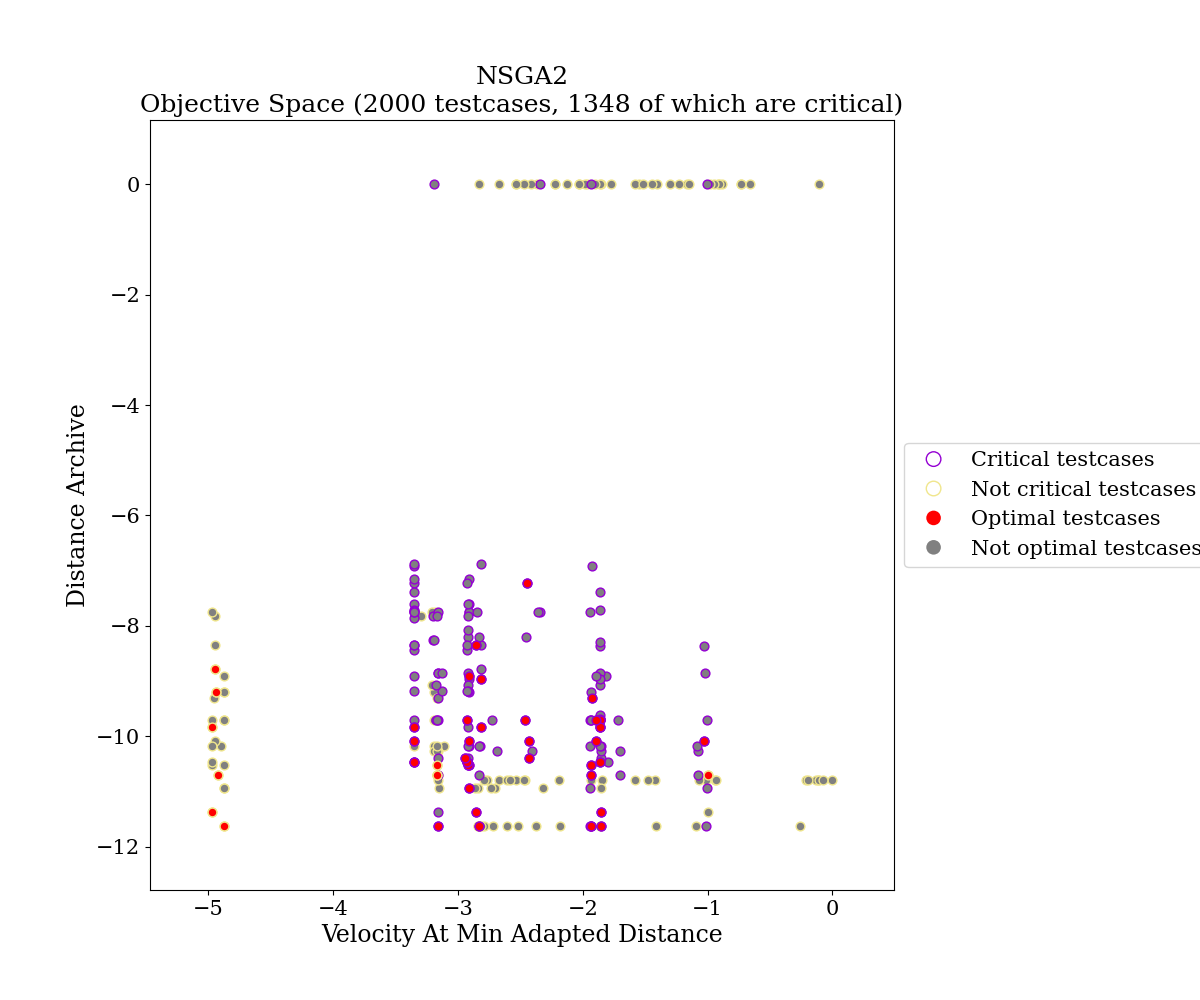 NSGA2
Objective Space (2000 testcases, 1348 of which are critical)
0
−2
−4
−6
−8
−10
−12
Distance Archive
−5
−4
−3
−2
−1
0
Velocity At Min Adapted Distance
Critical testcases
Not critical testcases
Optimal testcases
Not optimal testcases